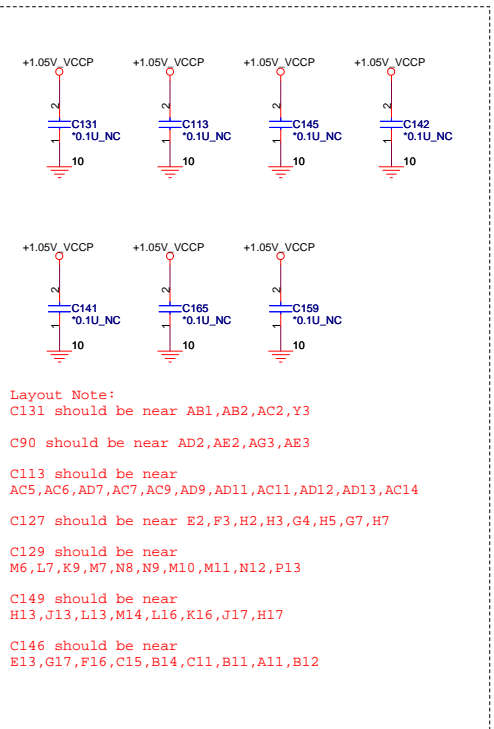 +1.05V_VCCP +1.05V_VCCP +1.05V_VCCP +1.05V_VCCP
2 2 2 2
C131 C113 C145 C142
*0.1U_NC *0.1U_NC *0.1U_NC *0.1U_NC
1 1 1 1
10 10 10 10
+1.05V_VCCP +1.05V_VCCP +1.05V_VCCP
2 2 2
C141 C165 C159
*0.1U_NC *0.1U_NC *0.1U_NC
1 1 1
10 10 10
Layout Note:
C131 should be near AB1,AB2,AC2,Y3
C90 should be near AD2,AE2,AG3,AE3
C113 should be near
AC5,AC6,AD7,AC7,AC9,AD9,AD11,AC11,AD12,AD13,AC14
C127 should be near E2,F3,H2,H3,G4,H5,G7,H7
C129 should be near
M6,L7,K9,M7,N8,N9,M10,M11,N12,P13
C149 should be near
H13,J13,L13,M14,L16,K16,J17,H17
C146 should be near
E13,G17,F16,C15,B14,C11,B11,A11,B12